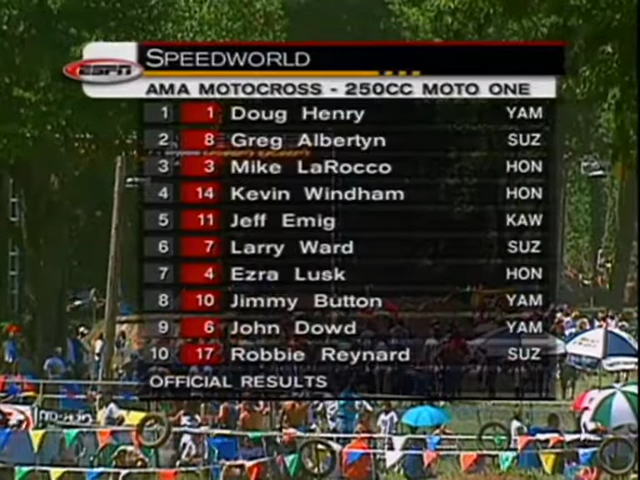 ESPN
SPEEDWORLD
AMA MOTOCROSS - 250CC MOTO ONE
1 1 Doug Henry YAM
2 8 Greg Albertyn SUZ
3 3 Mike LaRocco HON
4 14 Kevin Windham HON
5 11 Jeff Emig KAW
6 7 Larry Ward SUZ
7 4 Ezra Lusk HON
8 10 Jimmy Button YAM
9 6 John Dowd YAM
10 17 Robbie Reynard SUZ
OFFICIAL RESULTS